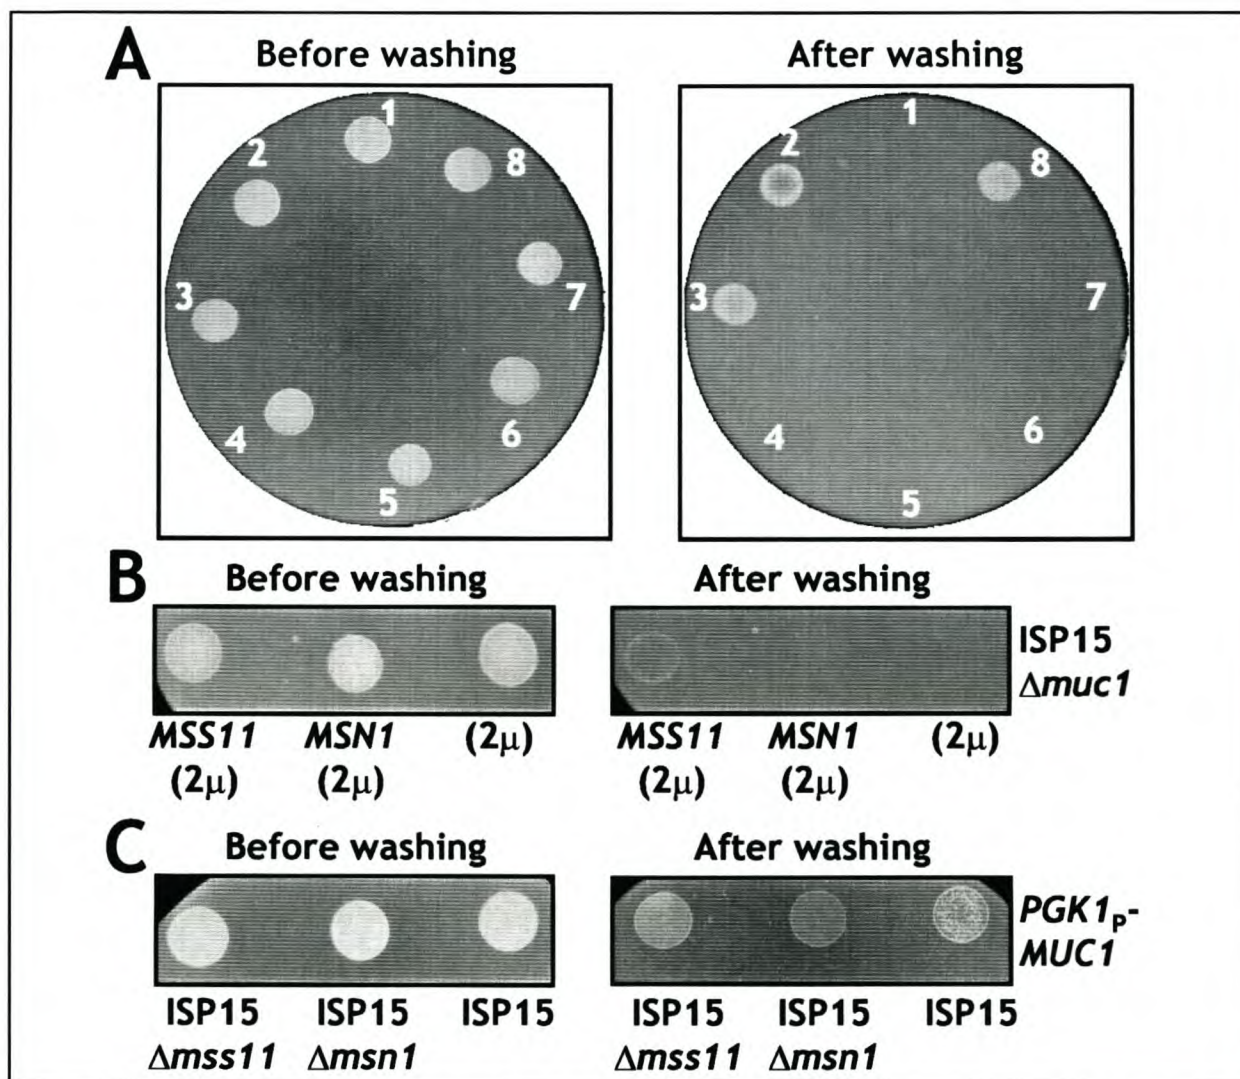 A
Before washing
After washing
1
2
8
3
7
4
6
5
1
2
8
3
7
4
6
5
B
Before washing
After washing
MSS11 (2μ)
MSN1 (2μ)
(2μ)
MSS11 (2μ)
MSN1 (2μ)
(2μ)
ISP15
Δmuc1
C
Before washing
After washing
ISP15 Δmss11
ISP15 Δmsn1
ISP15
ISP15 Δmss11
ISP15 Δmsn1
ISP15
PGK1P-
MUC1